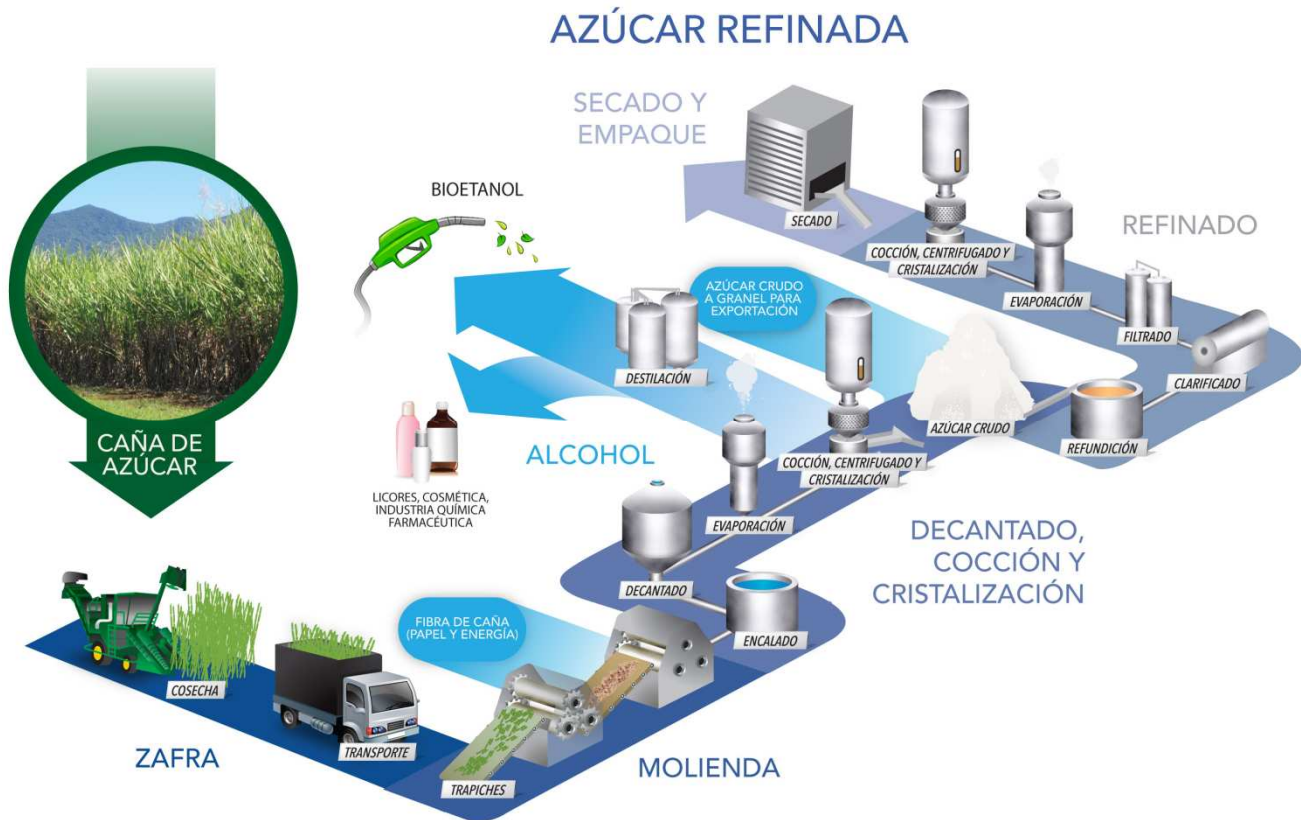 AZÚCAR REFINADA
SECADO Y
EMPAQUE
SECADO
COCCIÓN, CENTRIFUGADO Y
CRISTALIZACIÓN
EVAPORACIÓN
REFINADO
FILTRADO
CLARIFICADO
REFUNDICIÓN
AZÚCAR CRUDO
AZÚCAR CRUDO
A GRANEL PARA
EXPORTACIÓN
BIOETANOL
DESTILACIÓN
ALCOHOL
LICORES, COSMÉTICA,
INDUSTRIA QUÍMICA
FARMACÉUTICA
COCCIÓN, CENTRIFUGADO Y
CRISTALIZACIÓN
EVAPORACIÓN
DECANTADO
ENCALADO
DECANTADO,
COCCIÓN Y
CRISTALIZACIÓN
CAÑA DE
AZÚCAR
FIBRA DE CAÑA
(PAPEL Y ENERGÍA)
COSECHA
TRANSPORTE
TRAPICHES
ZAFRA
MOLIENDA